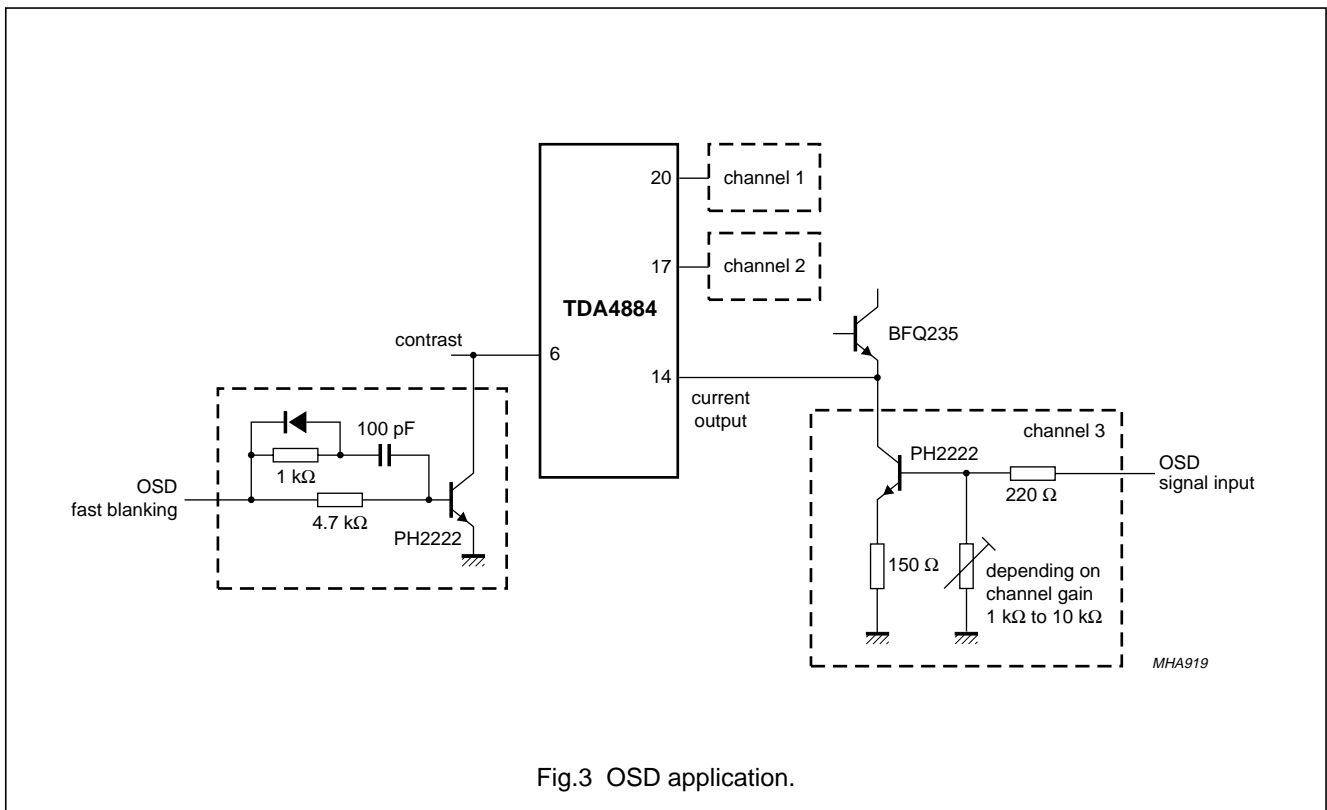 20
channel 1
17
channel 2
TDA4884
BFQ235
contrast
6
14
current
output
channel 3
100 pF
PH2222
OSD
signal input
1 kΩ
220 Ω
OSD
fast blanking
4.7 kΩ
PH2222
150 Ω
depending on
channel gain
1 kΩ to 10 kΩ
MHA919
Fig.3 OSD application.